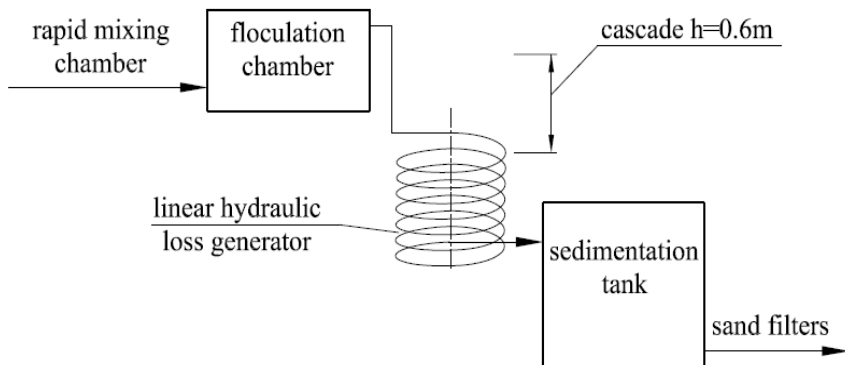 rapid mixing
chamber
floculation
chamber
cascade h=0.6m
linear hydraulic
loss generator
sedimentation
tank
sand filters